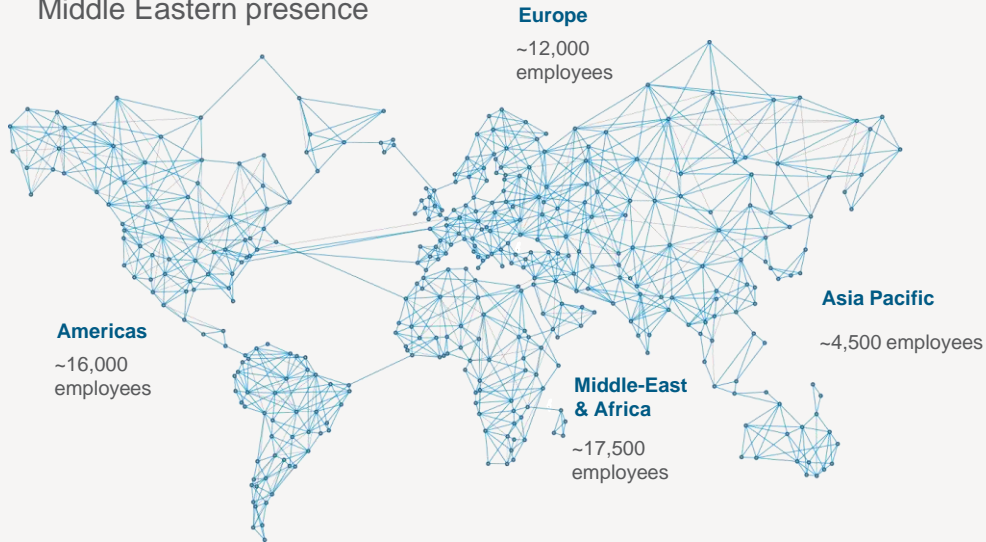 Middle Eastern presence
Europe
~12,000
employees
Americas
~16,000
employees
Middle-East
& Africa
~17,500
employees
Asia Pacific
~4,500 employees